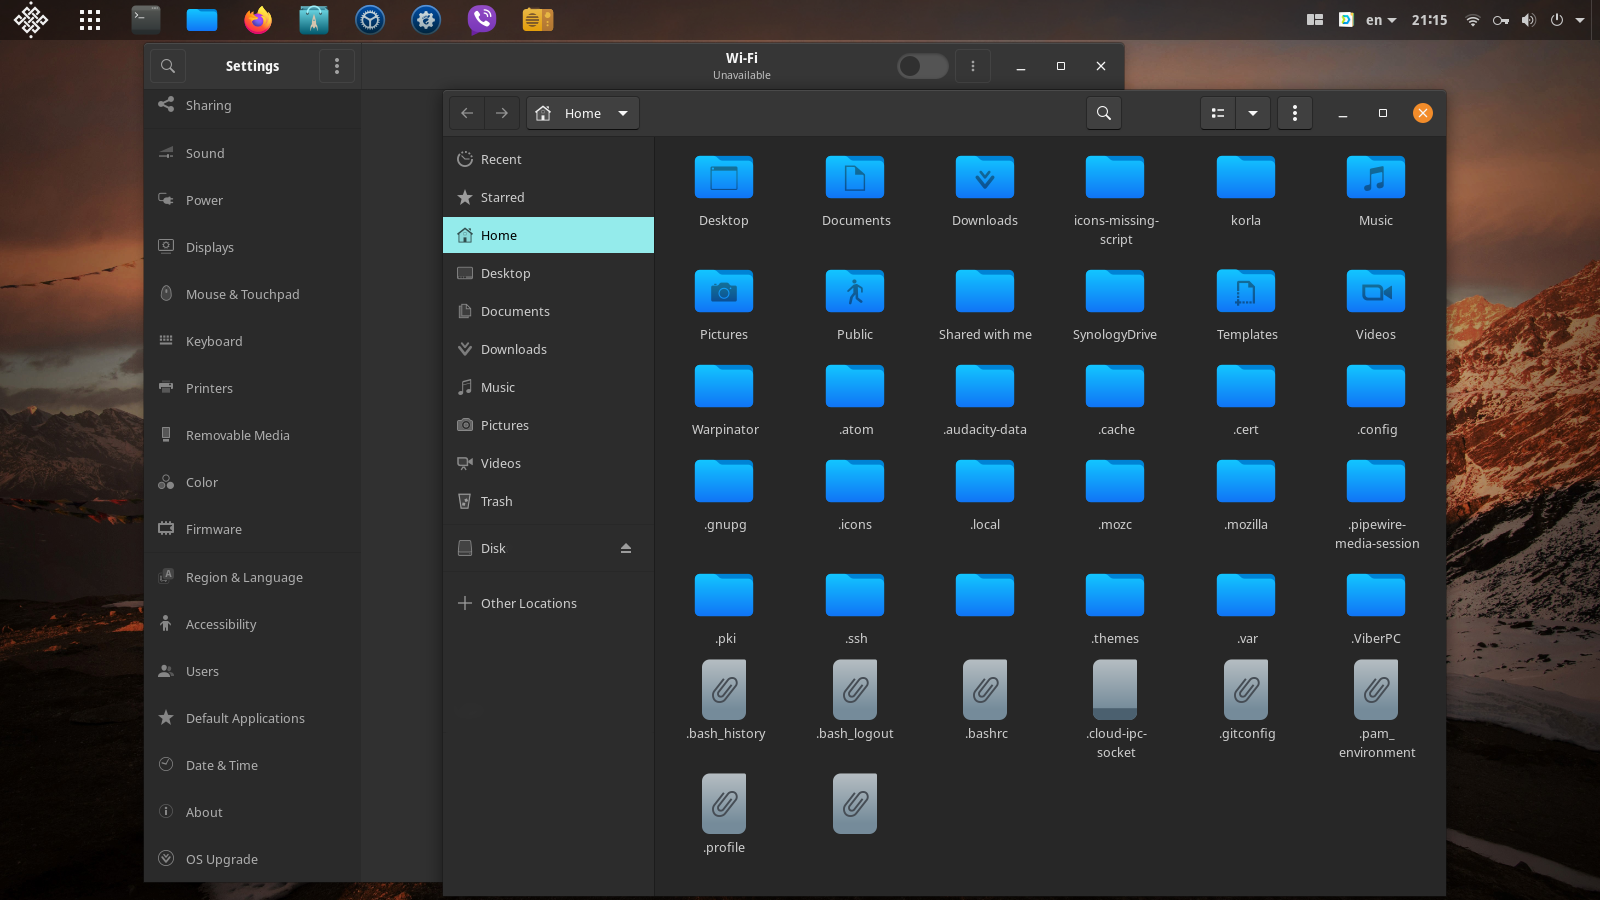 en
21:15
Settings
Wi-Fi
Unavailable
Sharing
Sound
Power
Displays
Mouse & Touchpad
Keyboard
Printers
Removable Media
Color
Firmware
Region & Language
Accessibility
Users
Default Applications
Date & Time
About
OS Upgrade
Home
Recent
Starred
Home
Desktop
Documents
Downloads
Music
Pictures
Videos
Trash
Disk
Other Locations
Desktop
Documents
Downloads
icons-missing-
script
korla
Music
Pictures
Public
Shared with me
SynologyDrive
Templates
Videos
Warpinator
.atom
.audacity-data
.cache
.cert
.config
.gnupg
.icons
.local
.mozc
.mozilla
.pipewire-
media-session
.pki
.ssh
.themes
.var
.ViberPC
.bash_history
.bash_logout
.bashrc
.cloud-ipc-
socket
.gitconfig
.pam_
environment
.profile